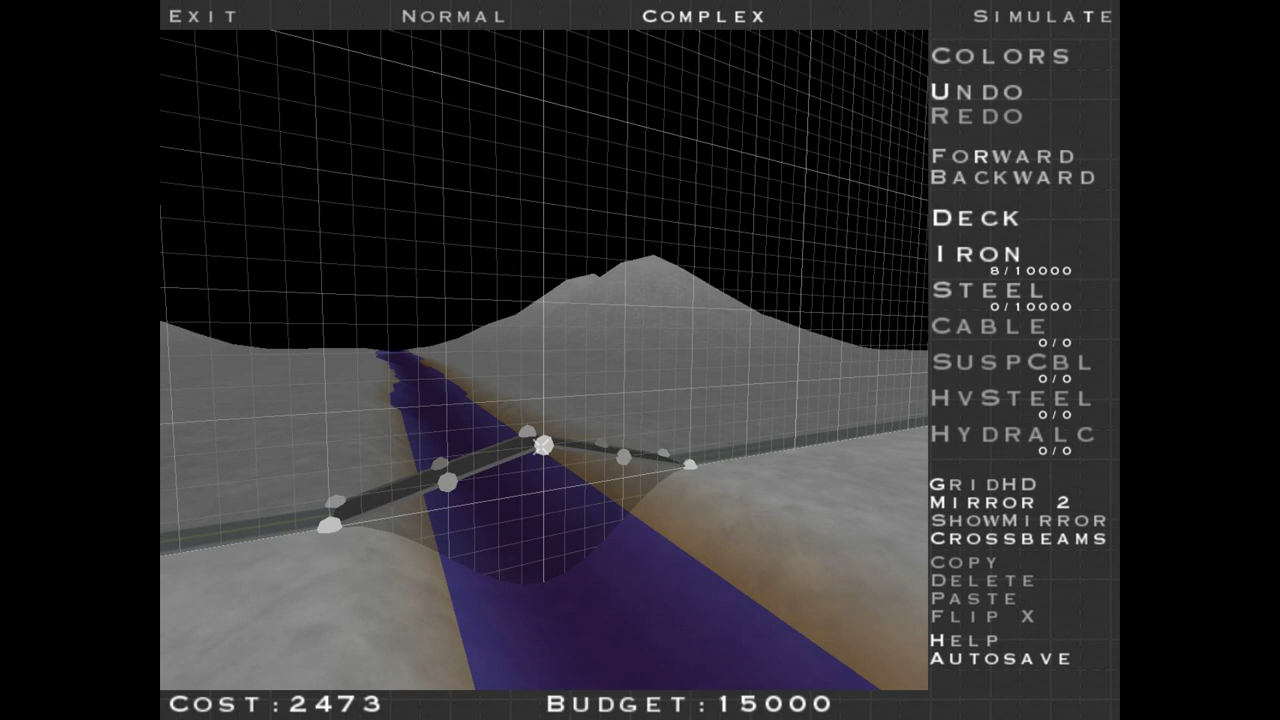 EXIT NORMAL COMPLEX SIMULATE
COLORS
UNDO
REDO
FORWARD
BACKWARD
DECK
IRON
8/10000
STEEL
0/10000
CABLE
0/0
SUSPCBL
0/0
HVSTEEL
0/0
HYDRALC
0/0
GRIDHD
MIRROR 2
SHOWMIRROR
CROSSBEAMS
COPY
DELETE
PASTE
FLIP X
HELP
AUTOSAVE
COST:2473 BUDGET:15000